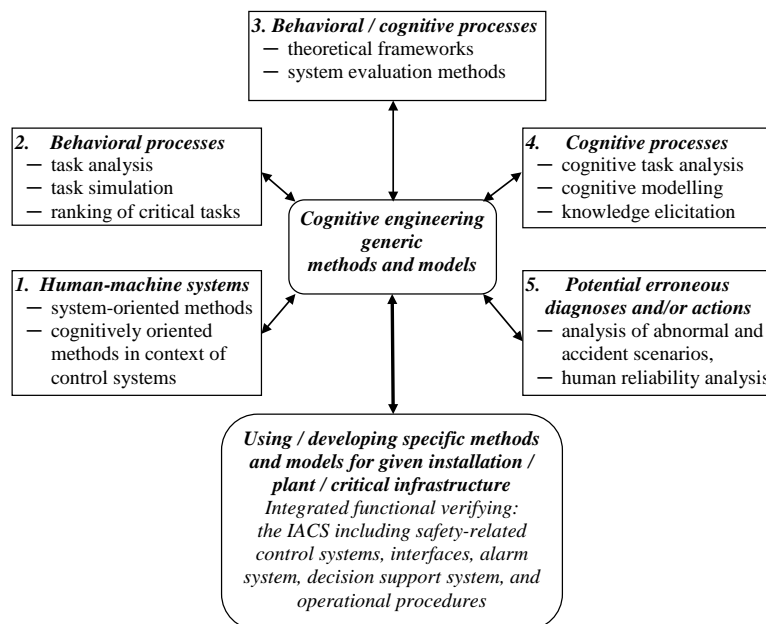 3. Behavioral / cognitive processes
— theoretical frameworks
— system evaluation methods
2. Behavioral processes
— task analysis
— task simulation
— ranking of critical tasks
4. Cognitive processes
— cognitive task analysis
— cognitive modelling
— knowledge elicitation
Cognitive engineering
generic
methods and models
1. Human-machine systems
— system-oriented methods
— cognitively oriented
methods in context of
control systems
5. Potential erroneous
diagnoses and/or actions
— analysis of abnormal and
accident scenarios,
— human reliability analysis
Using / developing specific methods
and models for given installation /
plant / critical infrastructure
Integrated functional verifying:
the IACS including safety-related
control systems, interfaces, alarm
system, decision support system, and
operational procedures